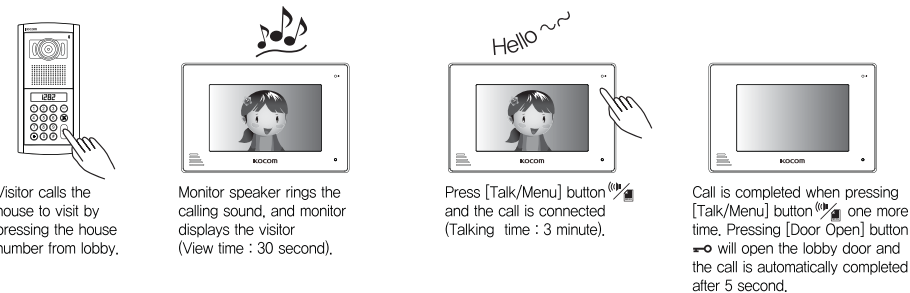 KOCOM
1282
Visitor calls the
house to visit by
pressing the house
number from lobby.
KOCOM
Monitor speaker rings the
calling sound, and monitor
displays the visitor
(View time : 30 second).
Hello
KOCOM
Press [Talk/Menu] button
and the call is connected
(Talking time : 3 minute).
KOCOM
Call is completed when pressing
[Talk/Menu] button one more
time. Pressing [Door Open] button
will open the lobby door and
the call is automatically completed
after 5 second.